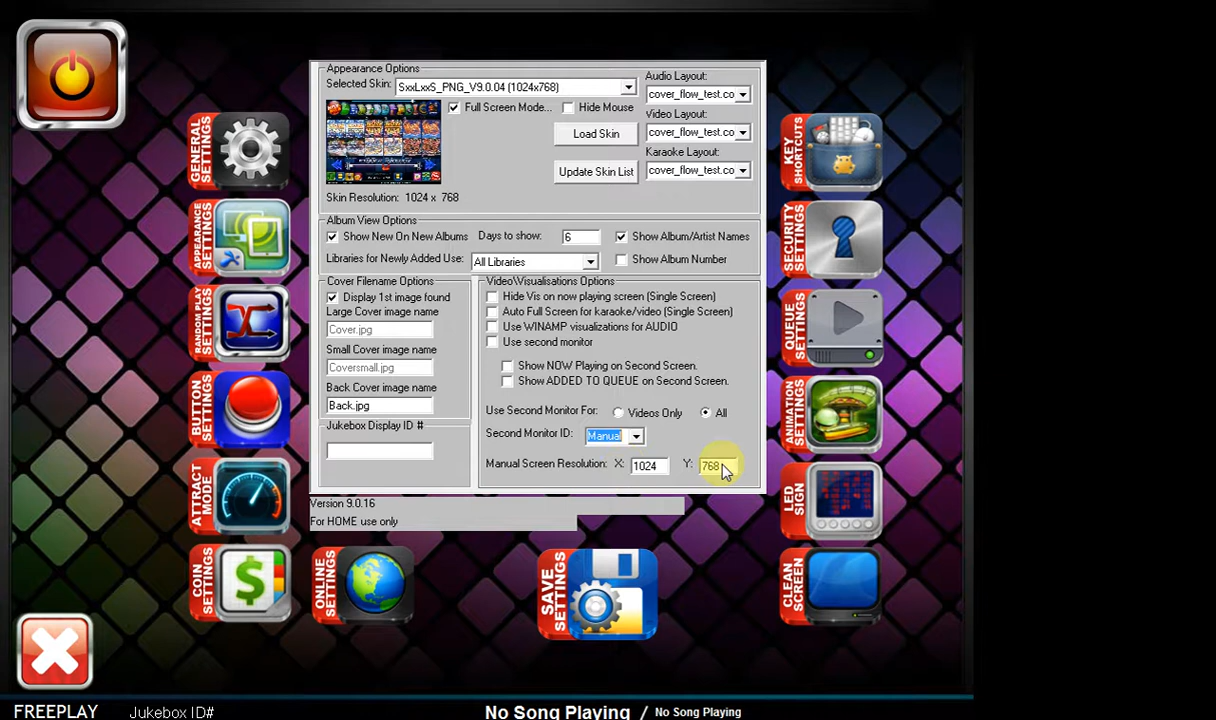 Appearance Options
Selected Skin: SxxLxxS_PNG_V9.0.04 (1024x768)
Full Screen Mode...
Hide Mouse
Load Skin
Update Skin List
Skin Resolution: 1024 x 768
Audio Layout:
cover_flow_test.co
Video Layout:
cover_flow_test.co
Karaoke Layout:
cover_flow_test.co
Album View Options
Show New On New Albums
Days to show: 6
Show Album/Artist Names
Libraries for Newly Added Use: All Libraries
Show Album Number
Cover Filename Options
Display 1st image found
Large Cover image name
Cover.jpg
Small Cover image name
Coversmall.jpg
Back Cover image name
Back.jpg
Jukebox Display ID #
Video\Visualisations Options
Hide Vis on now playing screen (Single Screen)
Auto Full Screen for karaoke/video (Single Screen)
Use WINAMP visualizations for AUDIO
Use second monitor
Show NOW Playing on Second Screen.
Show ADDED TO QUEUE on Second Screen.
Use Second Monitor For: Videos Only All
Second Monitor ID: Manual
Manual Screen Resolution: X: 1024 Y: 768
Version 9.0.16
For HOME use only
GENERAL SETTINGS
APPEARANCE SETTINGS
RANDOM PLAY SETTINGS
BUTTON SETTINGS
ATTRACT MODE
COIN SETTINGS
ONLINE SETTINGS
SAVE SETTINGS
KEY SHORTCUTS
SECURITY SETTINGS
QUEUE SETTINGS
ANIMATION SETTINGS
LED SIGN
CLEAN SCREEN
FREEPLAY Jukebox ID# No Song Playing / No Song Playing